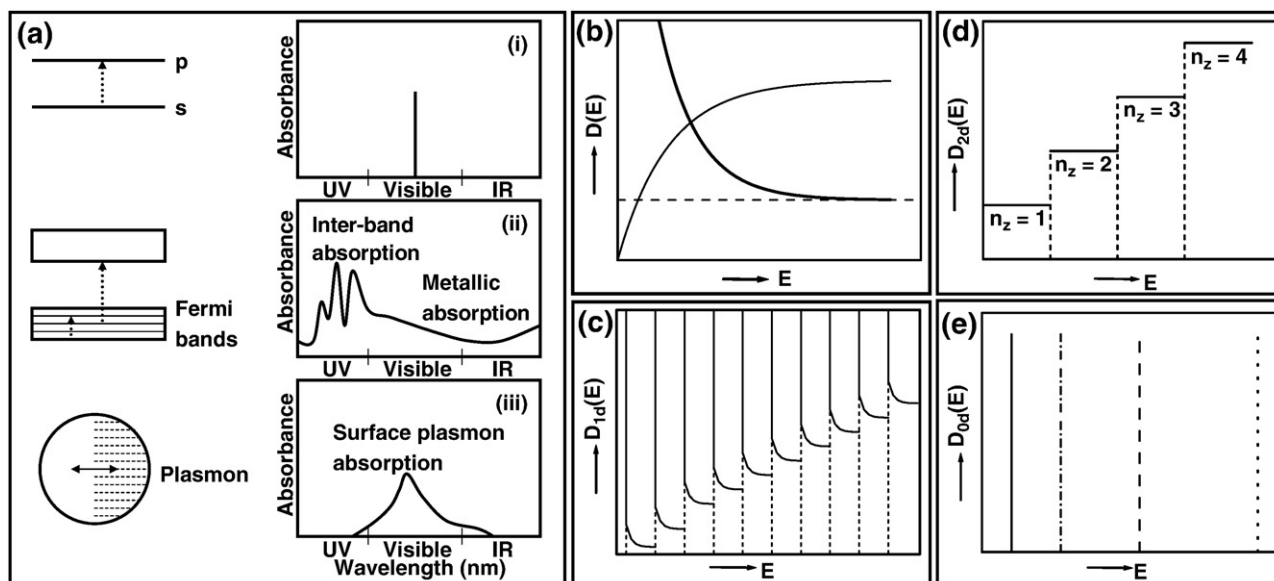 (a)
p
s
Fermi
bands
Plasmon
(i)
Absorbance
UV Visible IR
(ii)
Inter-band
absorption
Metallic
absorption
Absorbance
UV Visible IR
(iii)
Surface plasmon
absorption
Absorbance
UV Visible IR
Wavelength (nm)
(b)
D(E)
E
(c)
D1d(E)
E
(d)
nz = 4
nz = 3
nz = 2
nz = 1
D2d(E)
E
(e)
D0d(E)
E